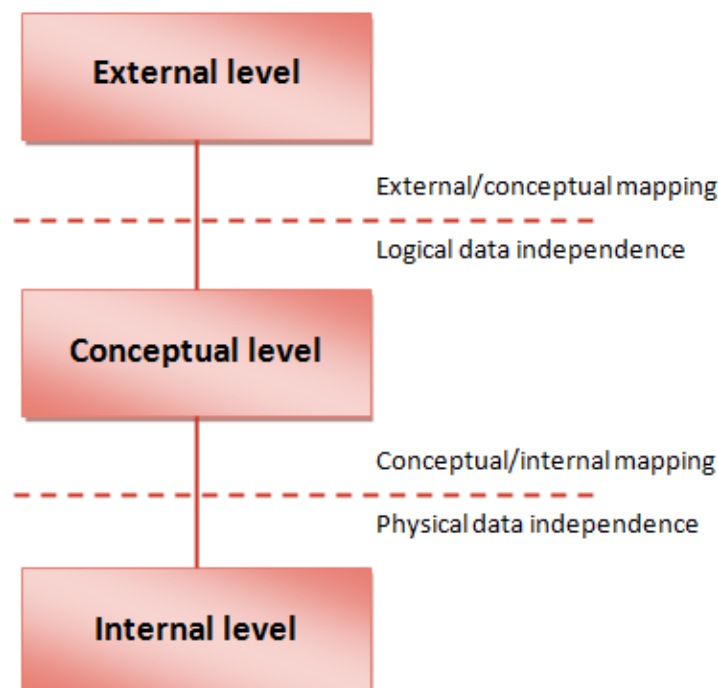 External level
External/conceptual mapping
Logical data independence
Conceptual level
Conceptual/internal mapping
Physical data independence
Internal level